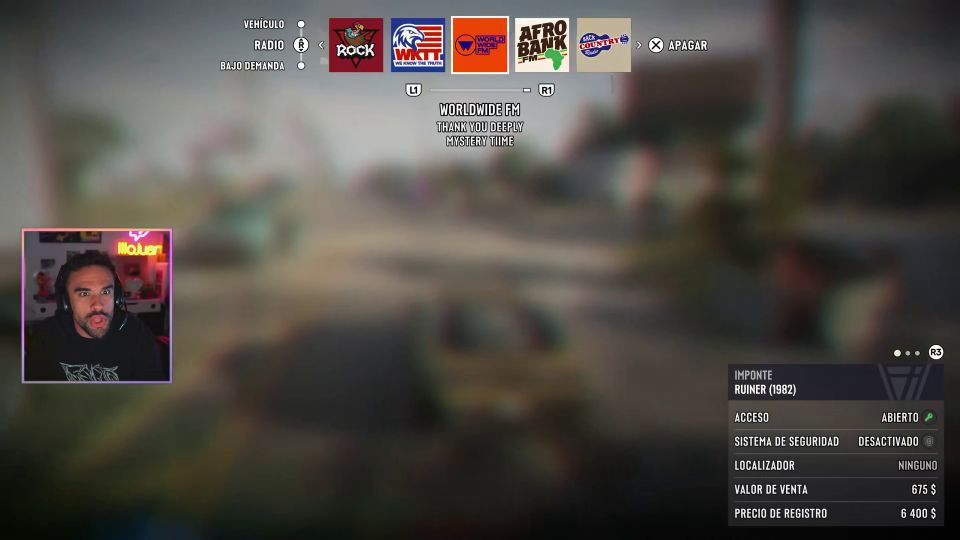 VEHÍCULO
RADIO R
BAJO DEMANDA
ROCK
WKTT
WE KNOW THE TRUTH
WORLD
WIDE
FM
AFRO
BANK
FM
BACK
COUNTRY
Radio
APAGAR
L1 R1
WORLDWIDE FM
THANK YOU DEEPLY
MYSTERY TIIME
IlloJuan
R3
IMPONTE
RUINER (1982)
ACCESO ABIERTO
SISTEMA DE SEGURIDAD DESACTIVADO
LOCALIZADOR NINGUNO
VALOR DE VENTA 675 $
PRECIO DE REGISTRO 6 400 $